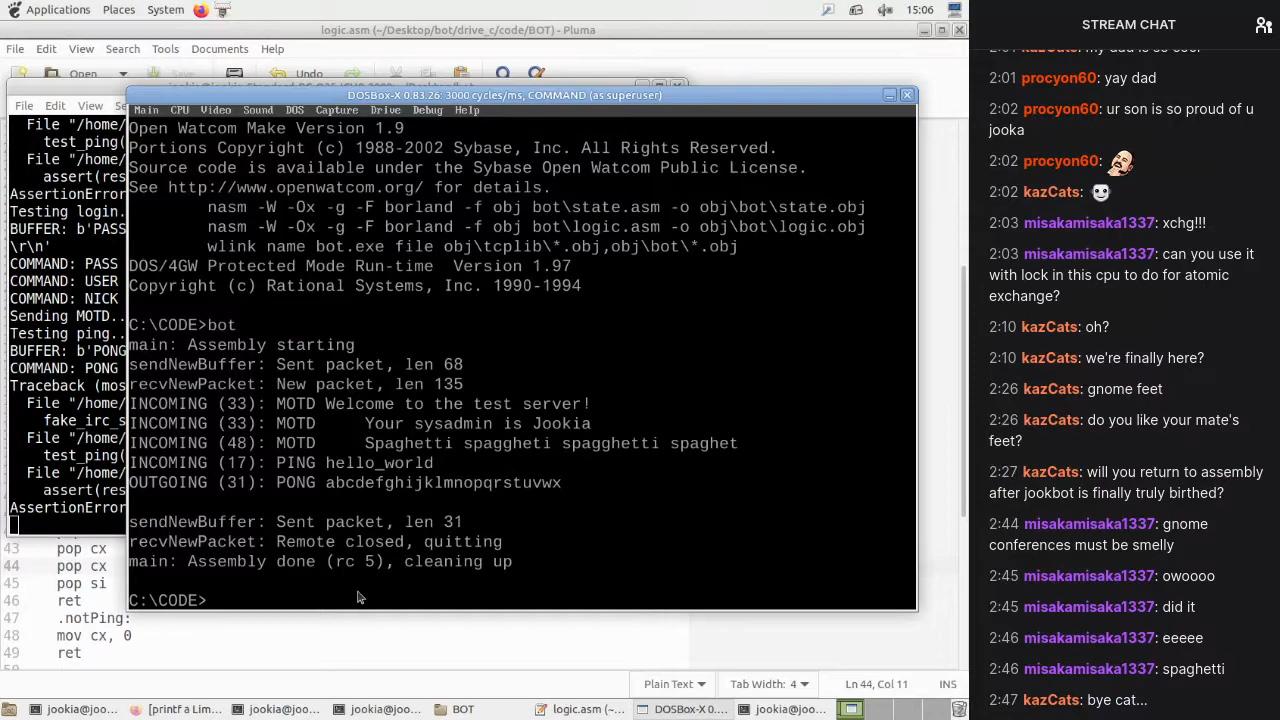 Applications Places System 15:06
logic.asm (~/Desktop/bot/drive_c/code/BOT) - Pluma
File Edit View Search Tools Documents Help
Open Save Undo
File Edit View Se
File "/home/
test_ping(
File "/home/
assert(res
AssertionError
Testing login.
BUFFER: b'PASS
\r\n'
COMMAND: PASS
COMMAND: USER
COMMAND: NICK
Sending MOTD..
Testing ping..
BUFFER: b'PONG
COMMAND: PONG
Traceback (mos
File "/home/
fake_irc_s
File "/home/
test_ping(
File "/home/
assert(res
AssertionError
DOSBox-X 0.83.26: 3000 cycles/ms, COMMAND (as superuser)
Main CPU Video Sound DOS Capture Drive Debug Help
Open Watcom Make Version 1.9
Portions Copyright (c) 1988-2002 Sybase, Inc. All Rights Reserved.
Source code is available under the Sybase Open Watcom Public License.
See http://www.openwatcom.org/ for details.
nasm -W -Ox -g -F borland -f obj bot\state.asm -o obj\bot\state.obj
nasm -W -Ox -g -F borland -f obj bot\logic.asm -o obj\bot\logic.obj
wlink name bot.exe file obj\tcplib\*.obj,obj\bot\*.obj
DOS/4GW Protected Mode Run-time Version 1.97
Copyright (c) Rational Systems, Inc. 1990-1994
C:\CODE>bot
main: Assembly starting
sendNewBuffer: Sent packet, len 68
recvNewPacket: New packet, len 135
INCOMING (33): MOTD Welcome to the test server!
INCOMING (33): MOTD Your sysadmin is Jookia
INCOMING (48): MOTD Spaghetti spaggheti spagghetti spaghet
INCOMING (17): PING hello_world
OUTGOING (31): PONG abcdefghijklmnopqrstuvwx
sendNewBuffer: Sent packet, len 31
recvNewPacket: Remote closed, quitting
main: Assembly done (rc 5), cleaning up
C:\CODE>
43 pop cx
44 pop cx
45 pop si
46 ret
47 .notPing:
48 mov cx, 0
49 ret
Plain Text Tab Width: 4 Ln 44, Col 11 INS
jookia@joo... [printf a Lim... jookia@joo... jookia@joo... BOT logic.asm (~... DOSBox-X 0.... jookia@joo...
STREAM CHAT
procyon60: yay dad
2:01
2:02 procyon60: ur son is so proud of u
jooka
2:02 procyon60:
2:02 kazCats:
2:03 misakamisaka1337: xchg!!!
2:03 misakamisaka1337: can you use it
with lock in this cpu to do for atomic
exchange?
2:10 kazCats: oh?
2:10 kazCats: we're finally here?
2:26 kazCats: gnome feet
2:26 kazCats: do you like your mate's
feet?
2:27 kazCats: will you return to assembly
after jookbot is finally truly birthed?
2:44 misakamisaka1337: gnome
conferences must be smelly
2:45 misakamisaka1337: owoooo
2:45 misakamisaka1337: did it
2:46 misakamisaka1337: eeeee
2:46 misakamisaka1337: spaghetti
2:47 kazCats: bye cat...